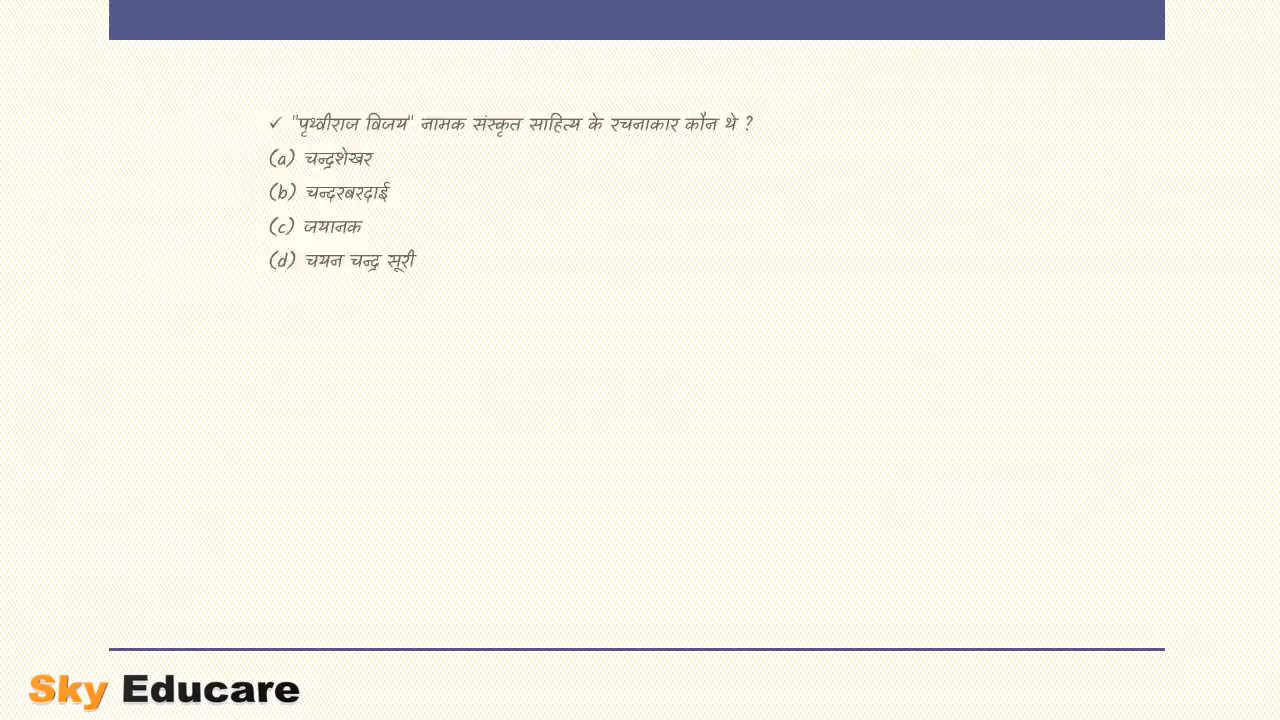 ✓ "पृथ्वीराज विजय" नामक संस्कृत साहित्य के रचनाकार कौन थे ?
(a) चन्द्रशेखर
(b) चन्दरबरदाई
(c) जयानक
(d) चयन चन्द्र सूरी
Sky Educare